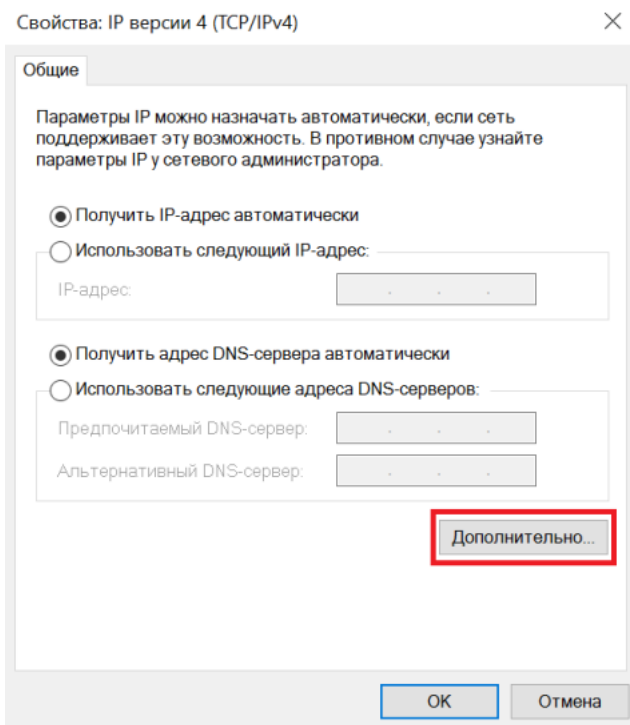 Свойства: IP версии 4 (TCP/IPv4)
Общие
Параметры IP можно назначать автоматически, если сеть
поддерживает эту возможность. В противном случае узнайте
параметры IP у сетевого администратора.
Получить IP-адрес автоматически
Использовать следующий IP-адрес:
IP-адрес:
Получить адрес DNS-сервера автоматически
Использовать следующие адреса DNS-серверов:
Предпочитаемый DNS-сервер:
Альтернативный DNS-сервер:
Дополнительно...
OK Отмена